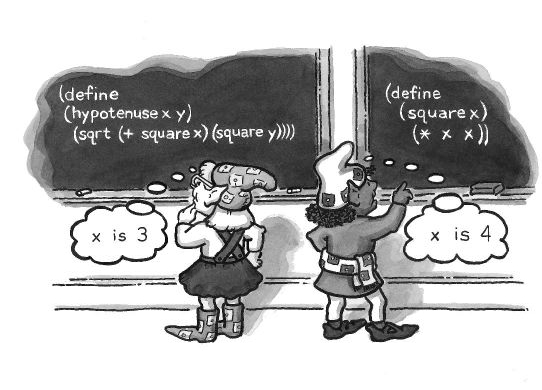 (define
(hypotenuse x y)
(sqrt (+ square x) (square y))))
(define
(square x)
(* x x))
x is 3
x is 4